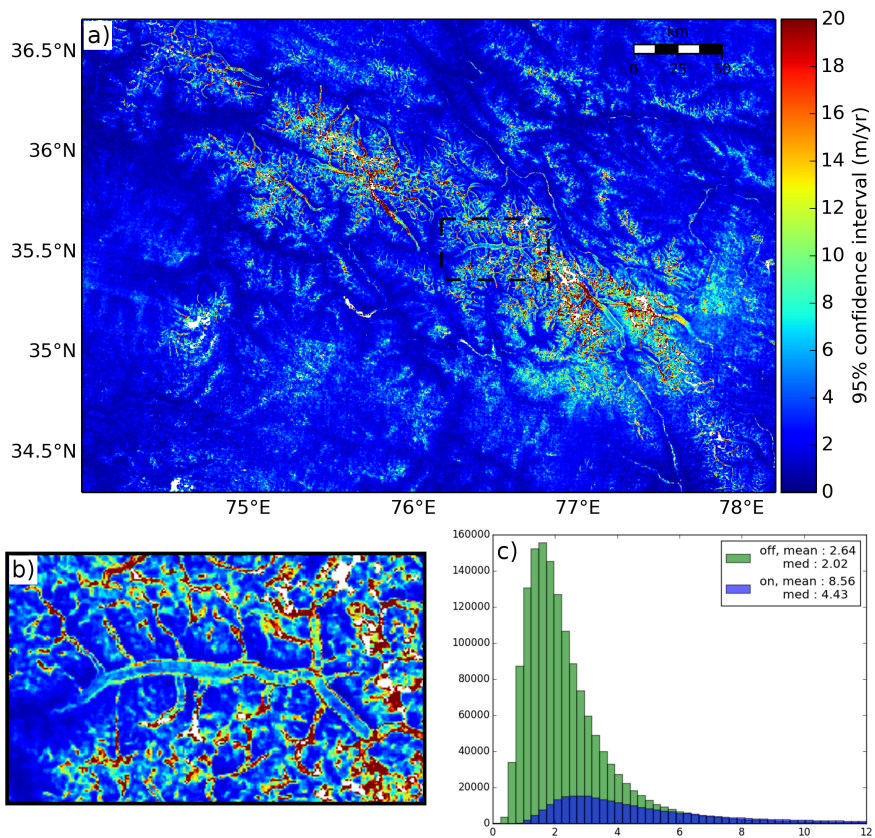 a)
km
0 25 50
36.5°N
36°N
35.5°N
35°N
34.5°N
75°E 76°E 77°E 78°E
20
18
16
14
12
10
8
6
4
2
0
95% confidence interval (m/yr)
b)
c)
160000
140000
120000
100000
80000
60000
40000
20000
0
0 2 4 6 8 10 12
off, mean : 2.64
med : 2.02
on, mean : 8.56
med : 4.43